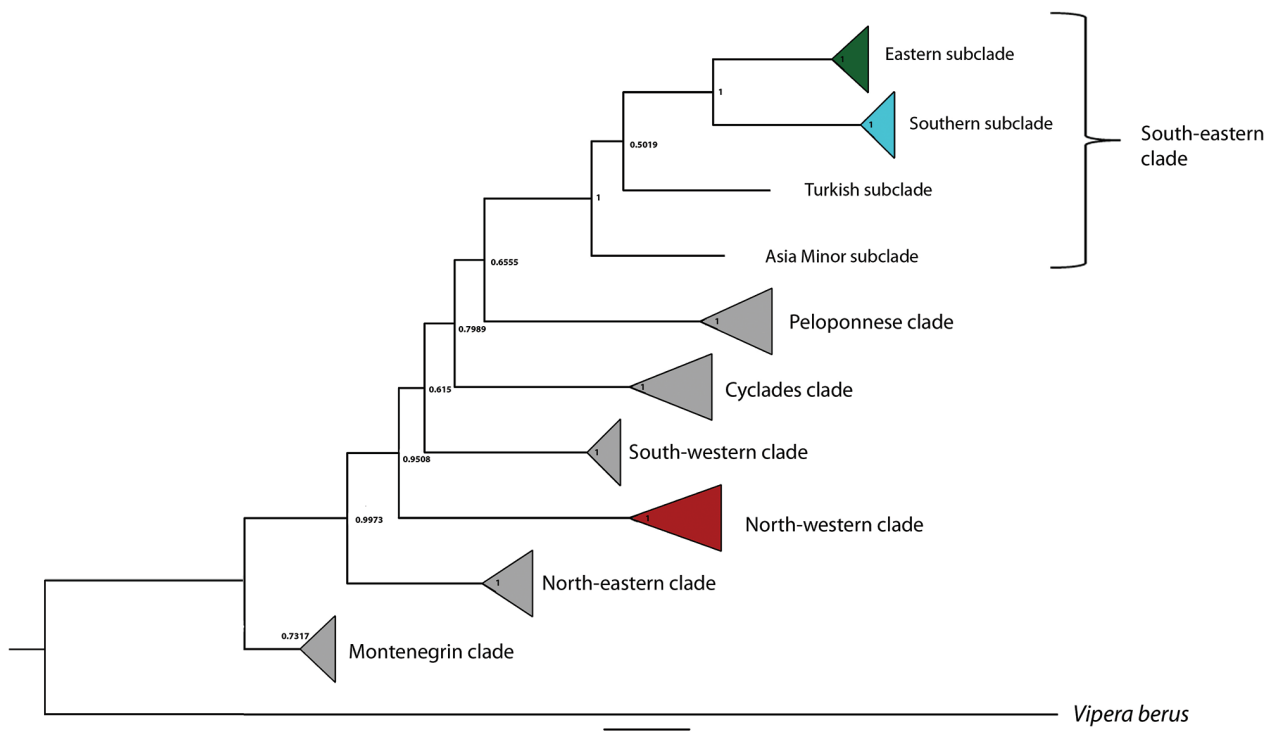 1
Eastern subclade
1
1
Southern subclade
South-eastern
clade
0.5019
Turkish subclade
1
Asia Minor subclade
0.6555
1
Peloponnese clade
0.7989
1
Cyclades clade
0.615
1
South-western clade
0.9508
1
North-western clade
0.9973
1
North-eastern clade
0.7317
Montenegrin clade
Vipera berus